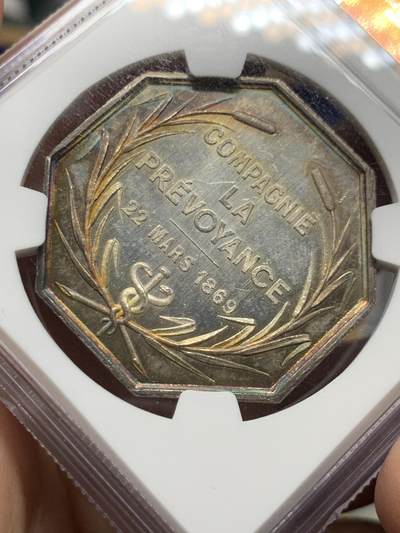 COMPAGNIE
LA
PRÉVOYANCE
22 MARS 1869